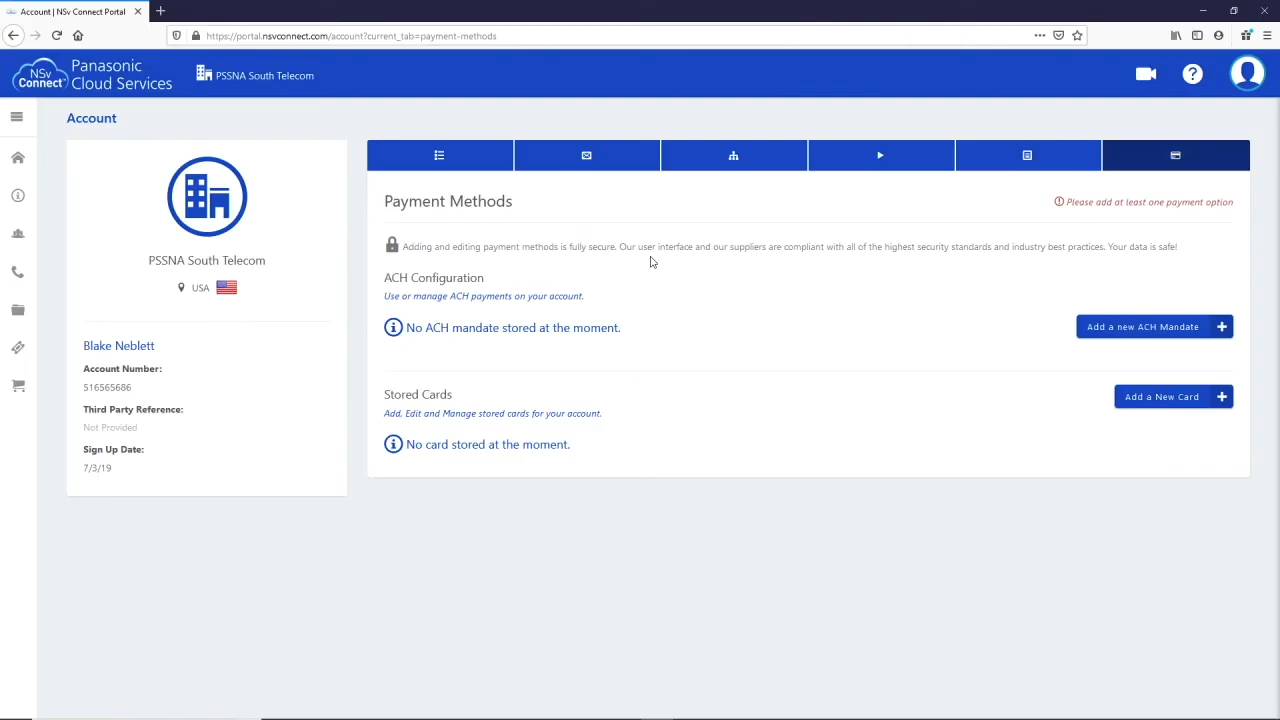 Account | NSv Connect Portal
https://portal.nsvconnect.com/account?current_tab=payment-methods
NSv Connect
Panasonic Cloud Services
PSSNA South Telecom
Account
PSSNA South Telecom
USA
Blake Neblett
Account Number:
516565686
Third Party Reference:
Not Provided
Sign Up Date:
7/3/19
Payment Methods
Please add at least one payment option
Adding and editing payment methods is fully secure. Our user interface and our suppliers are compliant with all of the highest security standards and industry best practices. Your data is safe!
ACH Configuration
Use or manage ACH payments on your account.
No ACH mandate stored at the moment.
Add a new ACH Mandate
Stored Cards
Add, Edit and Manage stored cards for your account.
Add a New Card
No card stored at the moment.